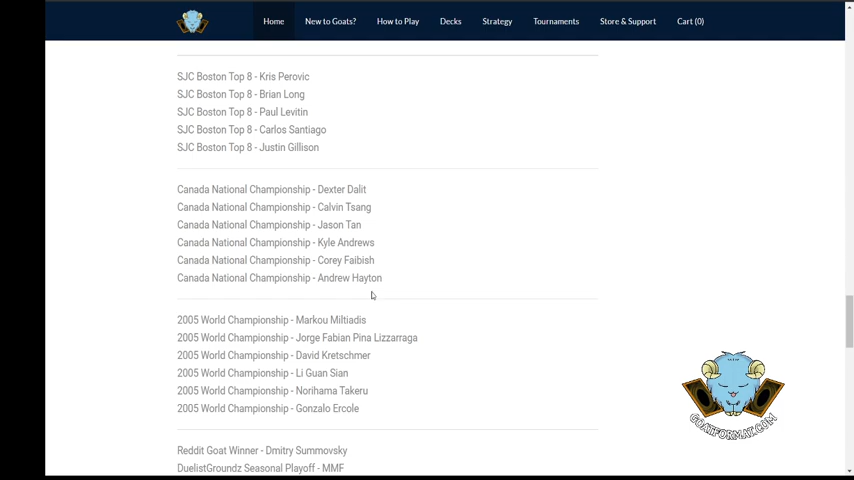 Home New to Goats? How to Play Decks Strategy Tournaments Store & Support Cart (0)
SJC Boston Top 8 - Kris Perovic
SJC Boston Top 8 - Brian Long
SJC Boston Top 8 - Paul Levitin
SJC Boston Top 8 - Carlos Santiago
SJC Boston Top 8 - Justin Gillison
Canada National Championship - Dexter Dalit
Canada National Championship - Calvin Tsang
Canada National Championship - Jason Tan
Canada National Championship - Kyle Andrews
Canada National Championship - Corey Faibish
Canada National Championship - Andrew Hayton
2005 World Championship - Markou Miltiadis
2005 World Championship - Jorge Fabian Pina Lizzarraga
2005 World Championship - David Kretschmer
2005 World Championship - Li Guan Sian
2005 World Championship - Norihama Takeru
2005 World Championship - Gonzalo Ercole
GOATFORMAT.COM
Reddit Goat Winner - Dmitry Summovsky
DuelistGroundz Seasonal Playoff - MMF